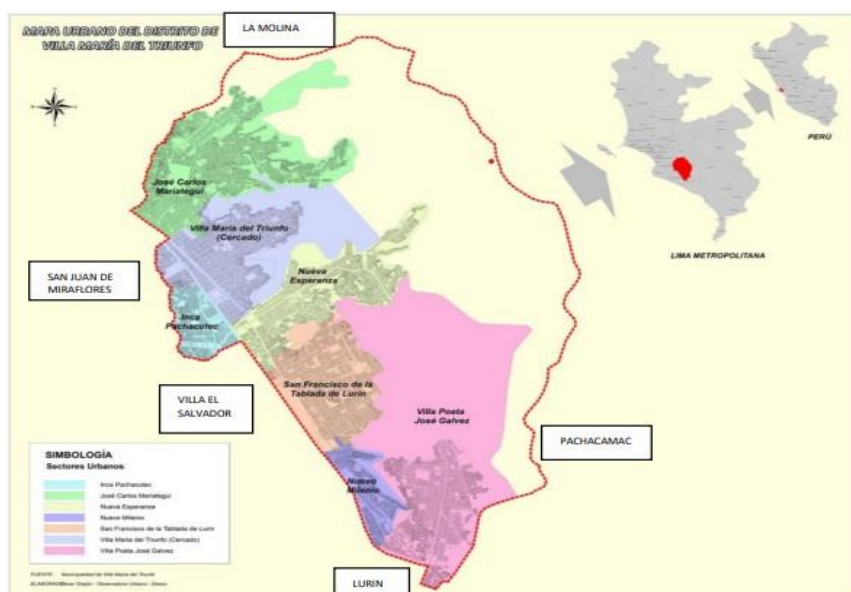 MAPA URBANO DEL DISTRITO DE
VILLA MARÍA DEL TRIUNFO
LA MOLINA
PERÚ
LIMA METROPOLITANA
José Carlos
Mariategui
Villa Maria del Triunfo
(Cercado)
SAN JUAN DE
MIRAFLORES
Nueva
Esperanza
Inca
Pachacutec
VILLA EL
SALVADOR
San Francisco de la
Tablada de Lurín
Villa Poeta
José Galvez
PACHACAMAC
Nuevo
Milenio
LURIN
SIMBOLOGÍA
Sectores Urbanos
Inca Pachacutec
José Carlos Mariategui
Nueva Esperanza
Nuevo Milenio
San Francisco de la Tablada de Lurín
Villa Maria del Triunfo (Cercado)
Villa Poeta José Galvez
FUENTE: Municipalidad de Villa Maria del Triunfo
Observatorio Urbano - Desco